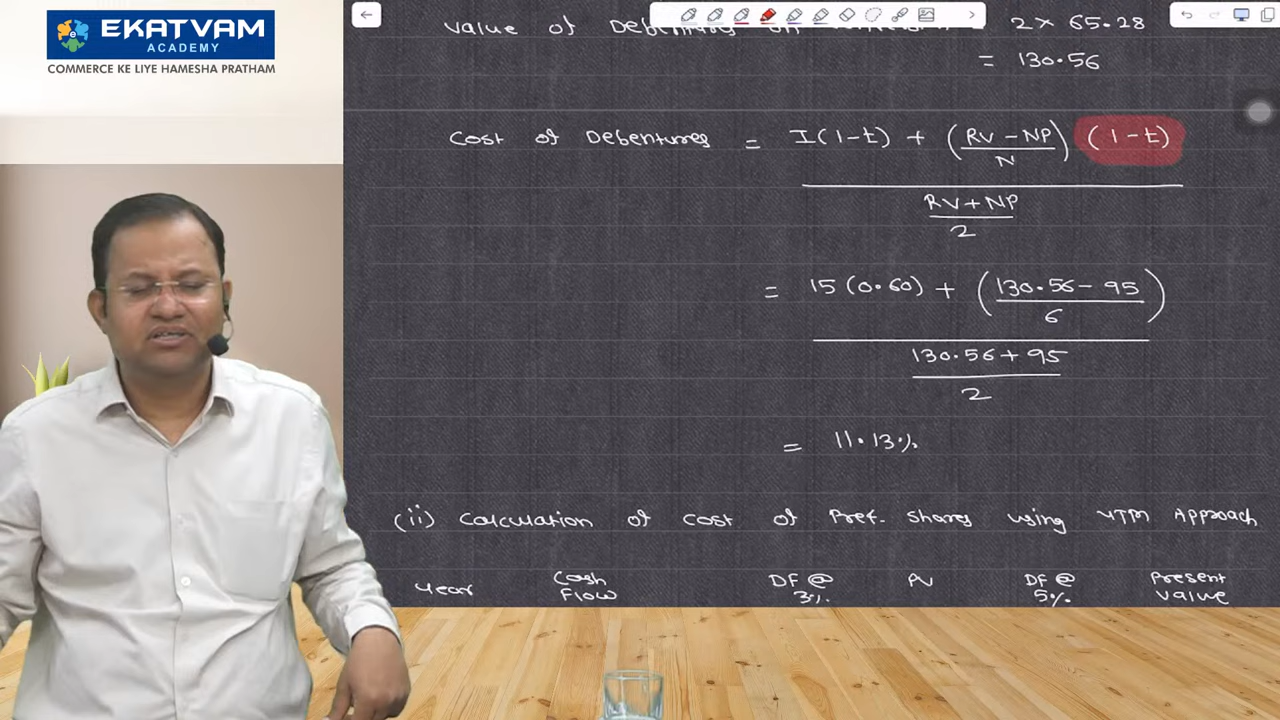 EKATVAM
ACADEMY
COMMERCE KE LIYE HAMESHA PRATHAM
Value of = 2 × 65.28
= 130.56
Cost of Debentures = I(1-t) + (RV-NP/N) (1-t)
RV+NP
2
= 15(0.60) + (130.56-95/6)
130.56+95
2
= 11.13%
(ii) Calculation of cost of Pref. Shares using YTM Approach
Year Cash Flow DF @ 3% PV DF @ 5% Present Value